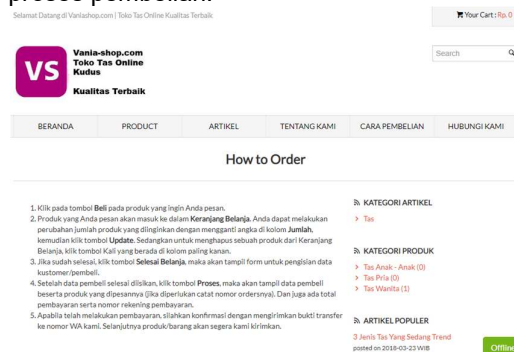 proses pembelian.
Selamat Datang di Vaniashop.com | Toko Tas Online Kualitas Terbaik
Your Cart : Rp. 0
VS
Vania-shop.com
Toko Tas Online
Kudus
Kualitas Terbaik
Search
BERANDA PRODUCT ARTIKEL TENTANG KAMI CARA PEMBELIAN HUBUNGI KAMI
How to Order
1. Klik pada tombol Beli pada produk yang ingin Anda pesan.
2. Produk yang Anda pesan akan masuk ke dalam Keranjang Belanja. Anda dapat melakukan
perubahan jumlah produk yang diinginkan dengan mengganti angka di kolom Jumlah,
kemudian klik tombol Update. Sedangkan untuk menghapus sebuah produk dari Keranjang
Belanja, klik tombol Kali yang berada di kolom paling kanan.
3. Jika sudah selesai, klik tombol Selesai Belanja, maka akan tampil form untuk pengisian data
kustomer/pembeli.
4. Setelah data pembeli selesai diisikan, klik tombol Proses, maka akan tampil data pembeli
beserta produk yang dipesannya (jika diperlukan catat nomor ordersnya). Dan juga ada total
pembayaran serta nomor rekening pembayaran.
5. Apabila telah melakukan pembayaran, silahkan konfirmasi dengan mengirimkan bukti transfer
ke nomor WA kami. Selanjutnya produk/barang akan segera kami kirimkan.
KATEGORI ARTIKEL
> Tas
KATEGORI PRODUK
> Tas Anak - Anak (0)
> Tas Pria (0)
> Tas Wanita (1)
ARTIKEL POPULER
3 Jenis Tas Yang Sedang Trend
posted on 2018-03-23 WIB
Offline